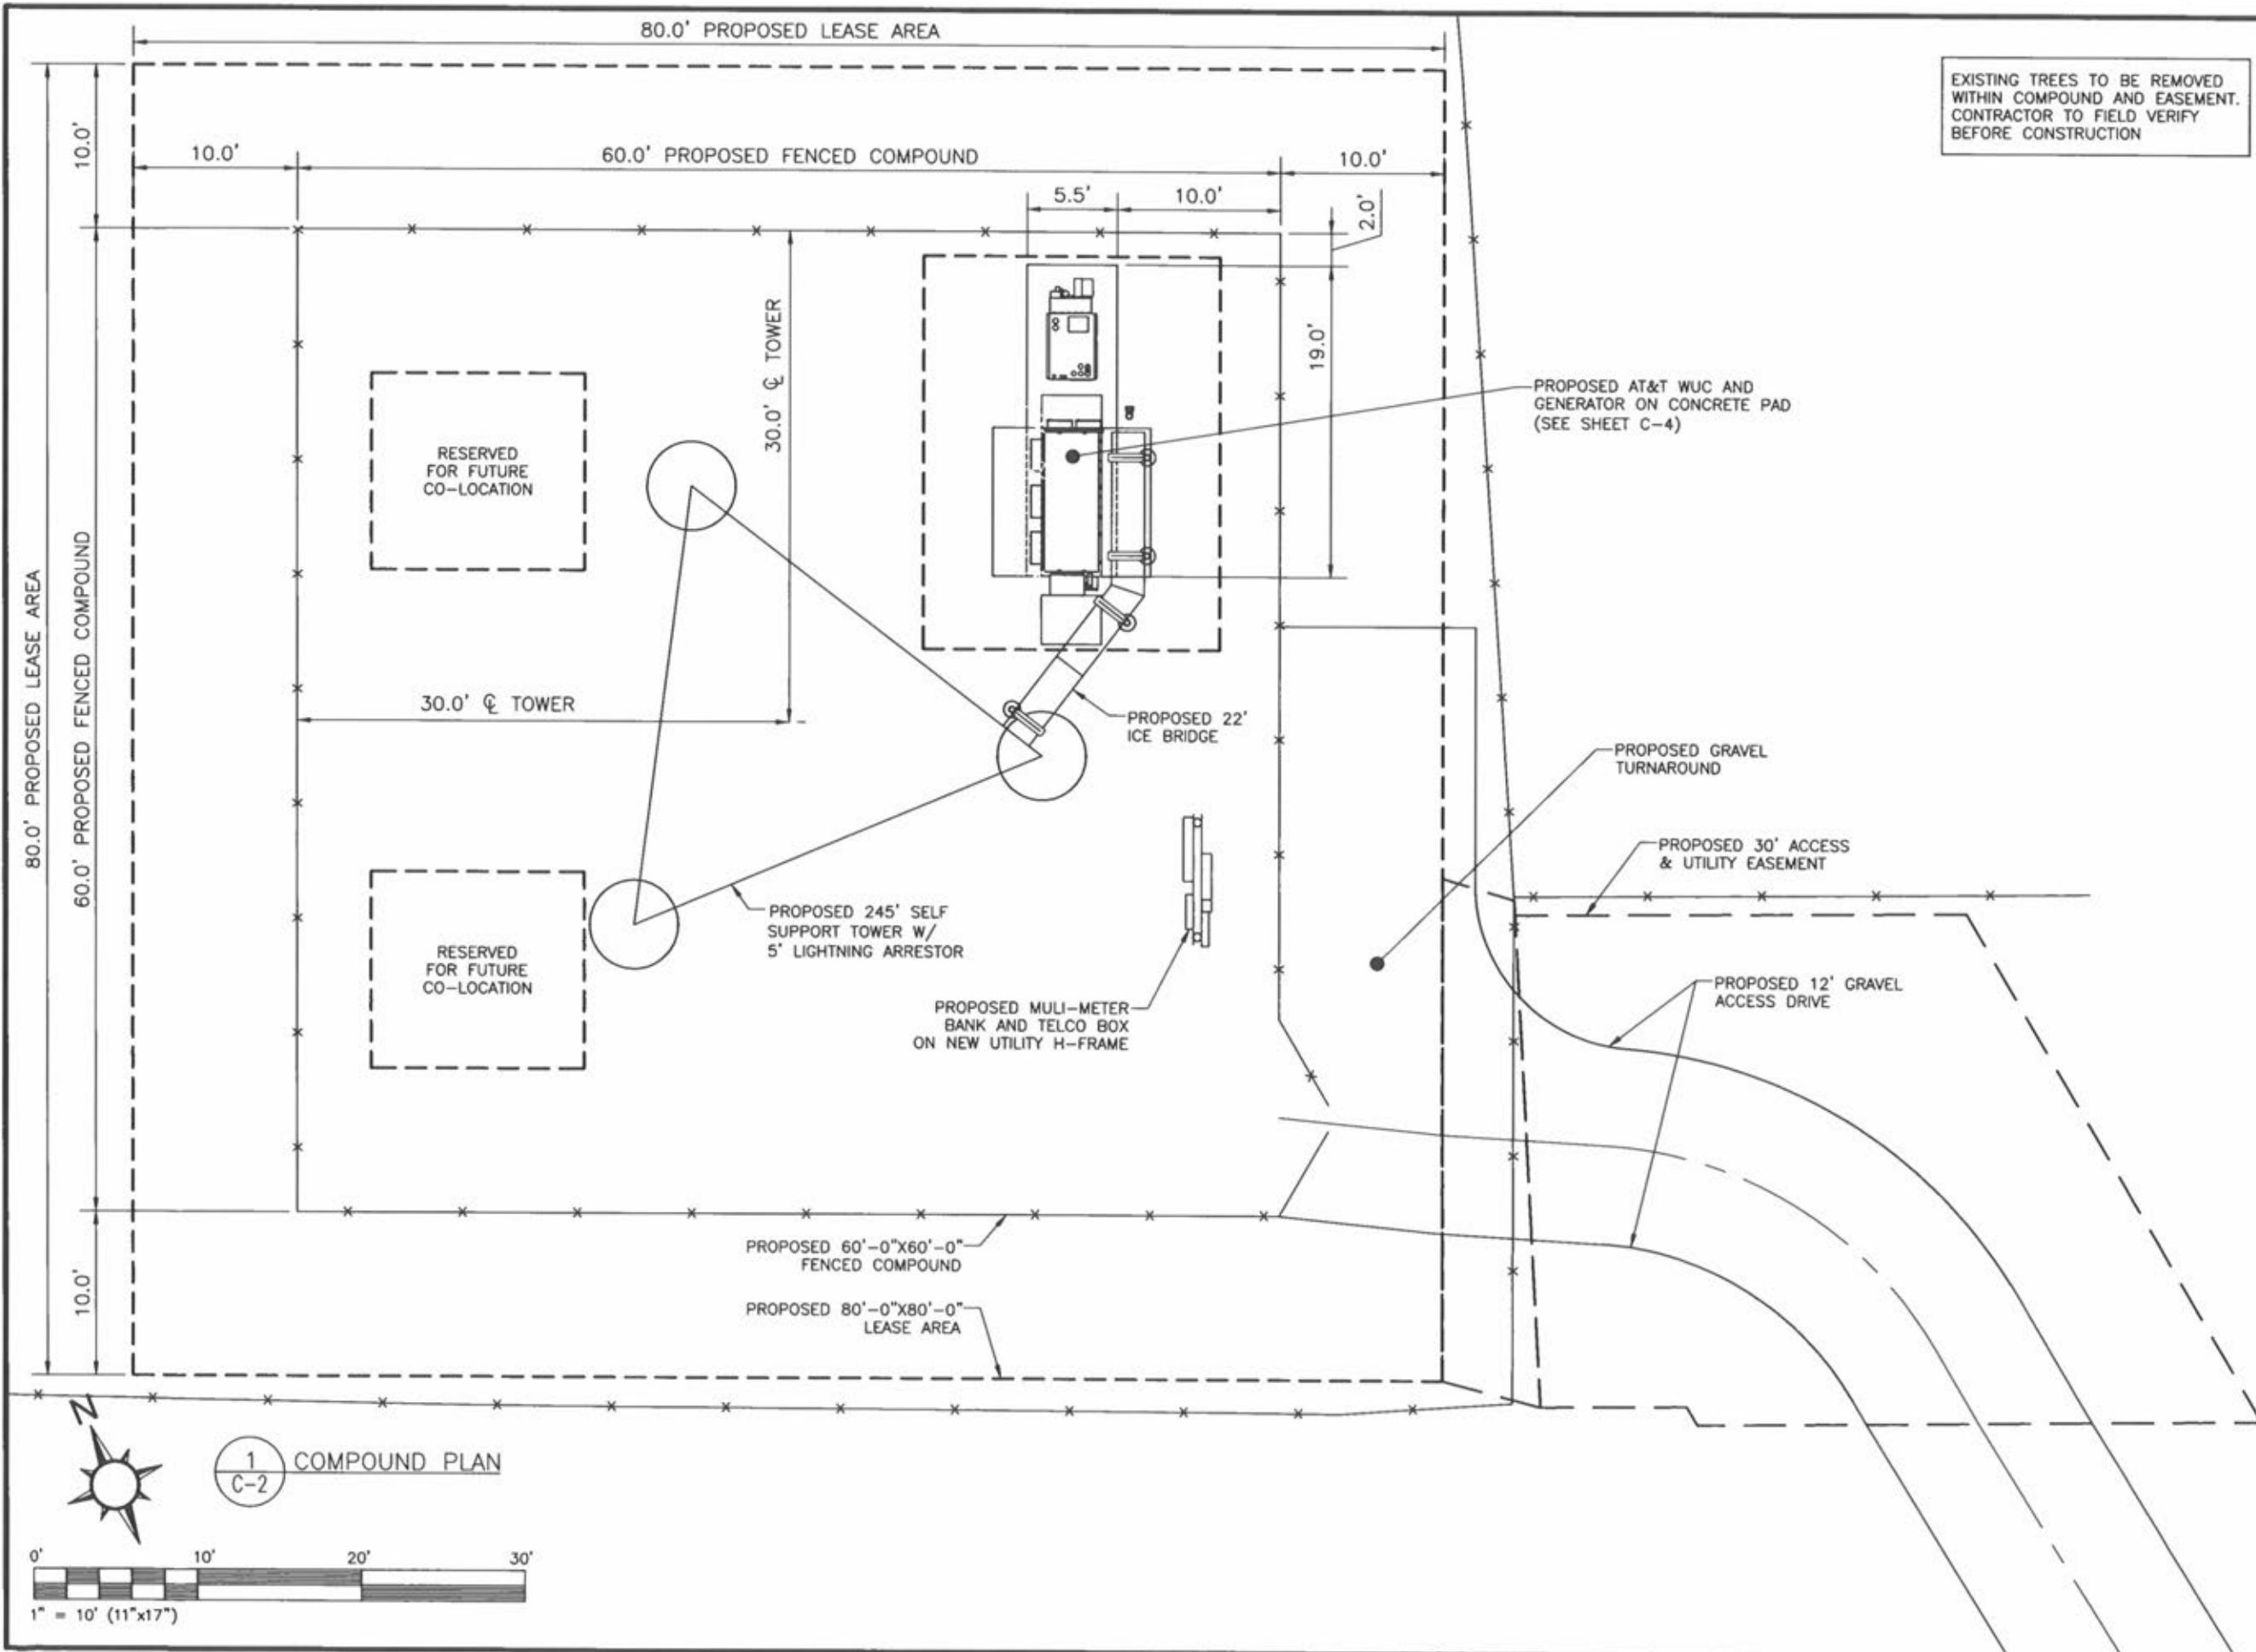 80.0' PROPOSED LEASE AREA
EXISTING TREES TO BE REMOVED
WITHIN COMPOUND AND EASEMENT.
CONTRACTOR TO FIELD VERIFY
BEFORE CONSTRUCTION
10.0'
10.0'
60.0' PROPOSED FENCED COMPOUND
10.0'
5.5'
10.0'
2.0'
30.0' ℄ TOWER
19.0'
PROPOSED AT&T WUC AND
GENERATOR ON CONCRETE PAD
(SEE SHEET C-4)
RESERVED
FOR FUTURE
CO-LOCATION
80.0' PROPOSED LEASE AREA
60.0' PROPOSED FENCED COMPOUND
30.0' ℄ TOWER
PROPOSED 22'
ICE BRIDGE
PROPOSED GRAVEL
TURNAROUND
PROPOSED 30' ACCESS
& UTILITY EASEMENT
PROPOSED 245' SELF
SUPPORT TOWER W/
5' LIGHTNING ARRESTOR
RESERVED
FOR FUTURE
CO-LOCATION
PROPOSED MULI-METER
BANK AND TELCO BOX
ON NEW UTILITY H-FRAME
PROPOSED 12' GRAVEL
ACCESS DRIVE
PROPOSED 60'-0"X60'-0"
FENCED COMPOUND
10.0'
PROPOSED 80'-0"X80'-0"
LEASE AREA
N
1
C-2
COMPOUND PLAN
0' 10' 20' 30'
1" = 10' (11"x17")